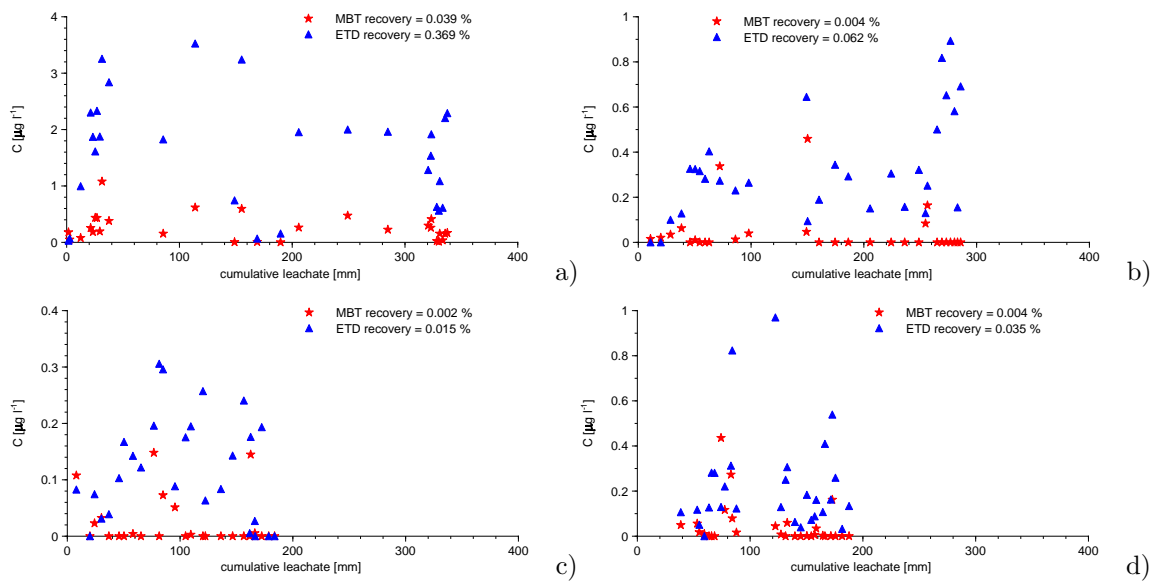 MBT recovery = 0.039 %
ETD recovery = 0.369 %
C [µg l⁻¹]
4
3
2
1
0
0 100 200 300 400
cumulative leachate [mm]
a)
MBT recovery = 0.004 %
ETD recovery = 0.062 %
C [µg l⁻¹]
1
0.8
0.6
0.4
0.2
0
0 100 200 300 400
cumulative leachate [mm]
b)
MBT recovery = 0.002 %
ETD recovery = 0.015 %
C [µg l⁻¹]
0.4
0.3
0.2
0.1
0
0 100 200 300 400
cumulative leachate [mm]
c)
MBT recovery = 0.004 %
ETD recovery = 0.035 %
C [µg l⁻¹]
1
0.8
0.6
0.4
0.2
0
0 100 200 300 400
cumulative leachate [mm]
d)